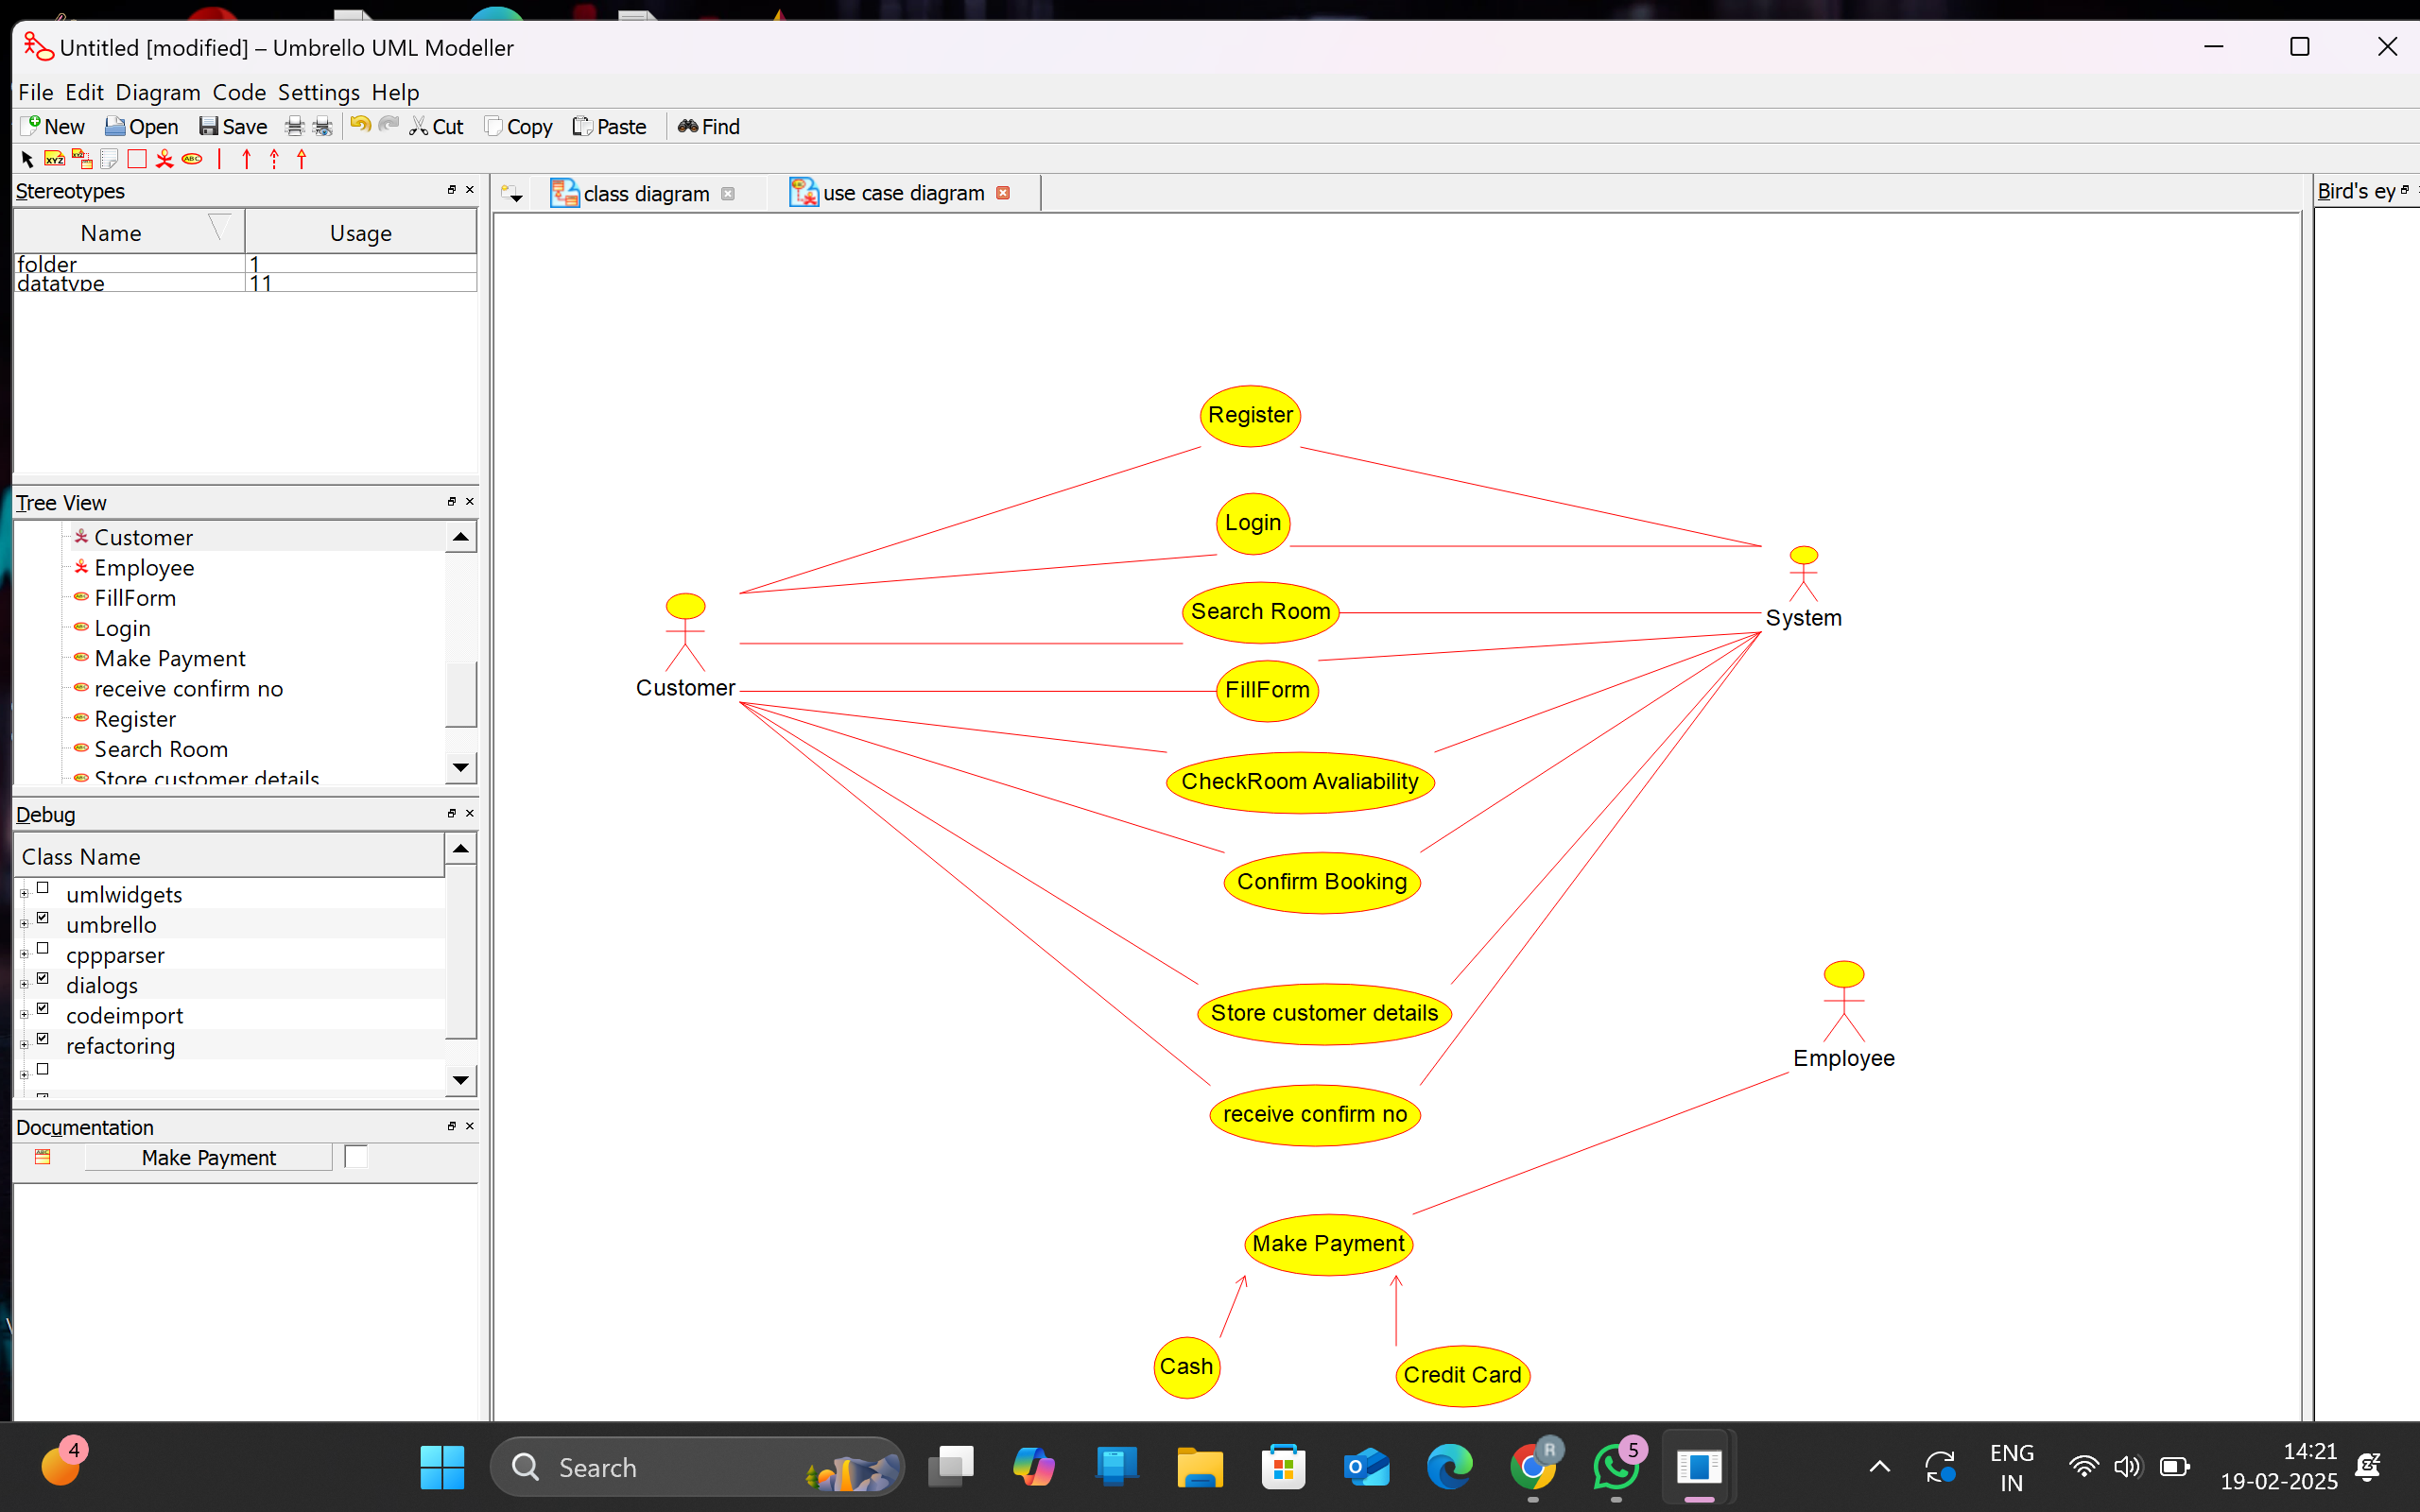 Untitled [modified] – Umbrello UML Modeller
File Edit Diagram Code Settings Help
New Open Save Cut Copy Paste Find
XYZ XYZ ABC
Stereotypes
Name Usage
folder 1
datatype 11
Tree View
Customer
Employee
FillForm
Login
Make Payment
receive confirm no
Register
Search Room
Store customer details
Debug
Class Name
umlwidgets
umbrello
cppparser
dialogs
codeimport
refactoring
Documentation
Make Payment
class diagram use case diagram
Bird's ey
Register
Login
Search Room
FillForm
CheckRoom Avaliability
Confirm Booking
Store customer details
receive confirm no
Make Payment
Cash
Credit Card
Customer
System
Employee
4
Search
R
5
ENG
IN
14:21
19-02-2025